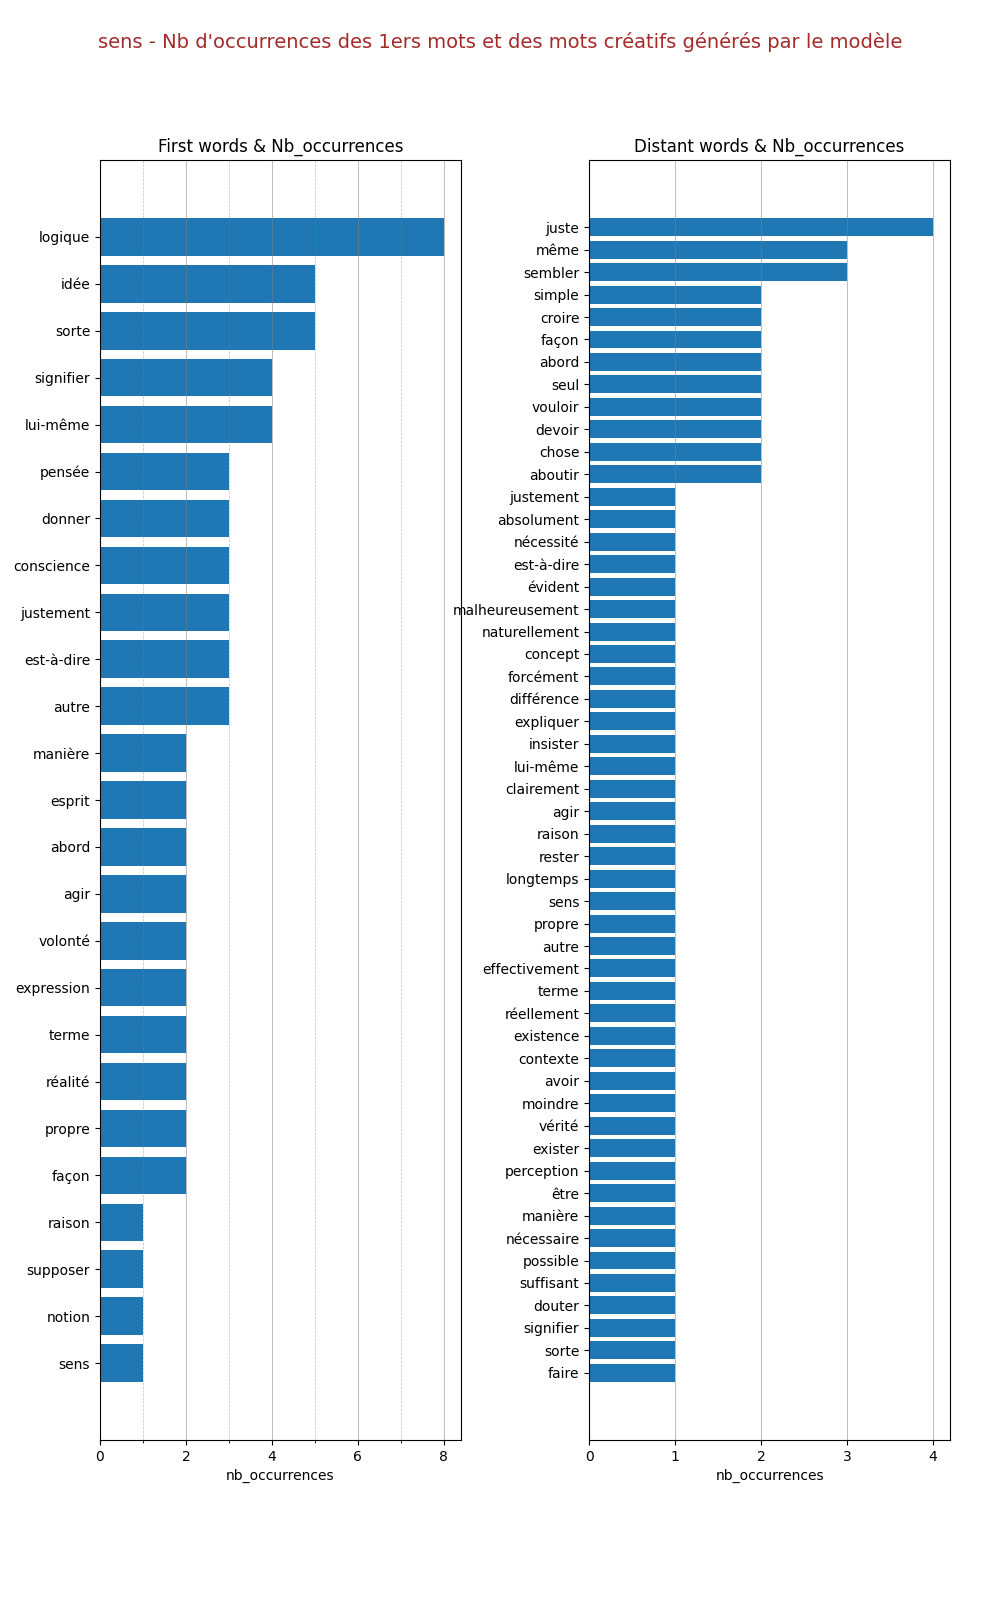 sens - Nb d'occurrences des 1ers mots et des mots créatifs générés par le modèle
First words & Nb_occurrences
logique
idée
sorte
signifier
lui-même
pensée
donner
conscience
justement
est-à-dire
autre
manière
esprit
abord
agir
volonté
expression
terme
réalité
propre
façon
raison
supposer
notion
sens
0 2 4 6 8
nb_occurrences
Distant words & Nb_occurrences
juste
même
sembler
simple
croire
façon
abord
seul
vouloir
devoir
chose
aboutir
justement
absolument
nécessité
est-à-dire
évident
malheureusement
naturellement
concept
forcément
différence
expliquer
insister
lui-même
clairement
agir
raison
rester
longtemps
sens
propre
autre
effectivement
terme
réellement
existence
contexte
avoir
moindre
vérité
exister
perception
être
manière
nécessaire
possible
suffisant
douter
signifier
sorte
faire
0 1 2 3 4
nb_occurrences